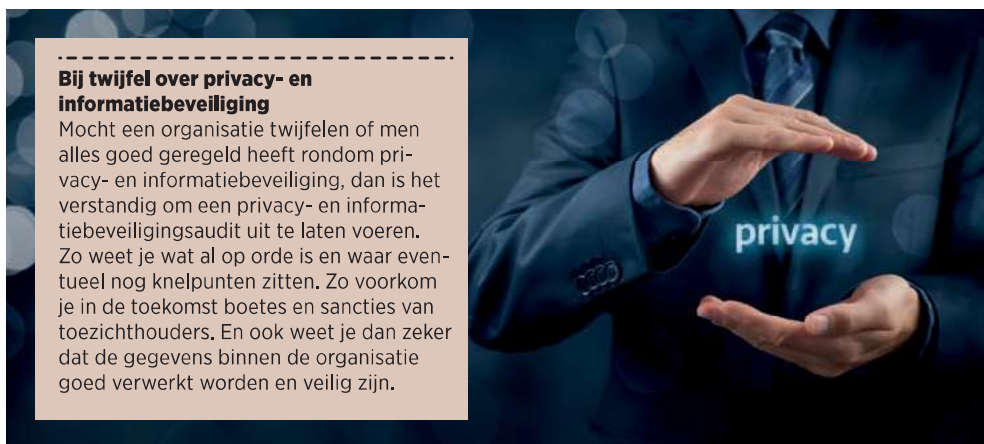 Bij twijfel over privacy- en
informatiebeveiliging
Mocht een organisatie twijfelen of men
alles goed geregeld heeft rondom pri-
vacy- en informatiebeveiliging, dan is het
verstandig om een privacy- en informa-
tiebeveiligingsaudit uit te laten voeren.
Zo weet je wat al op orde is en waar even-
tueel nog knelpunten zitten. Zo voorkom
je in de toekomst boetes en sancties van
toezichthouders. En ook weet je dan zeker
dat de gegevens binnen de organisatie
goed verwerkt worden en veilig zijn.
privacy